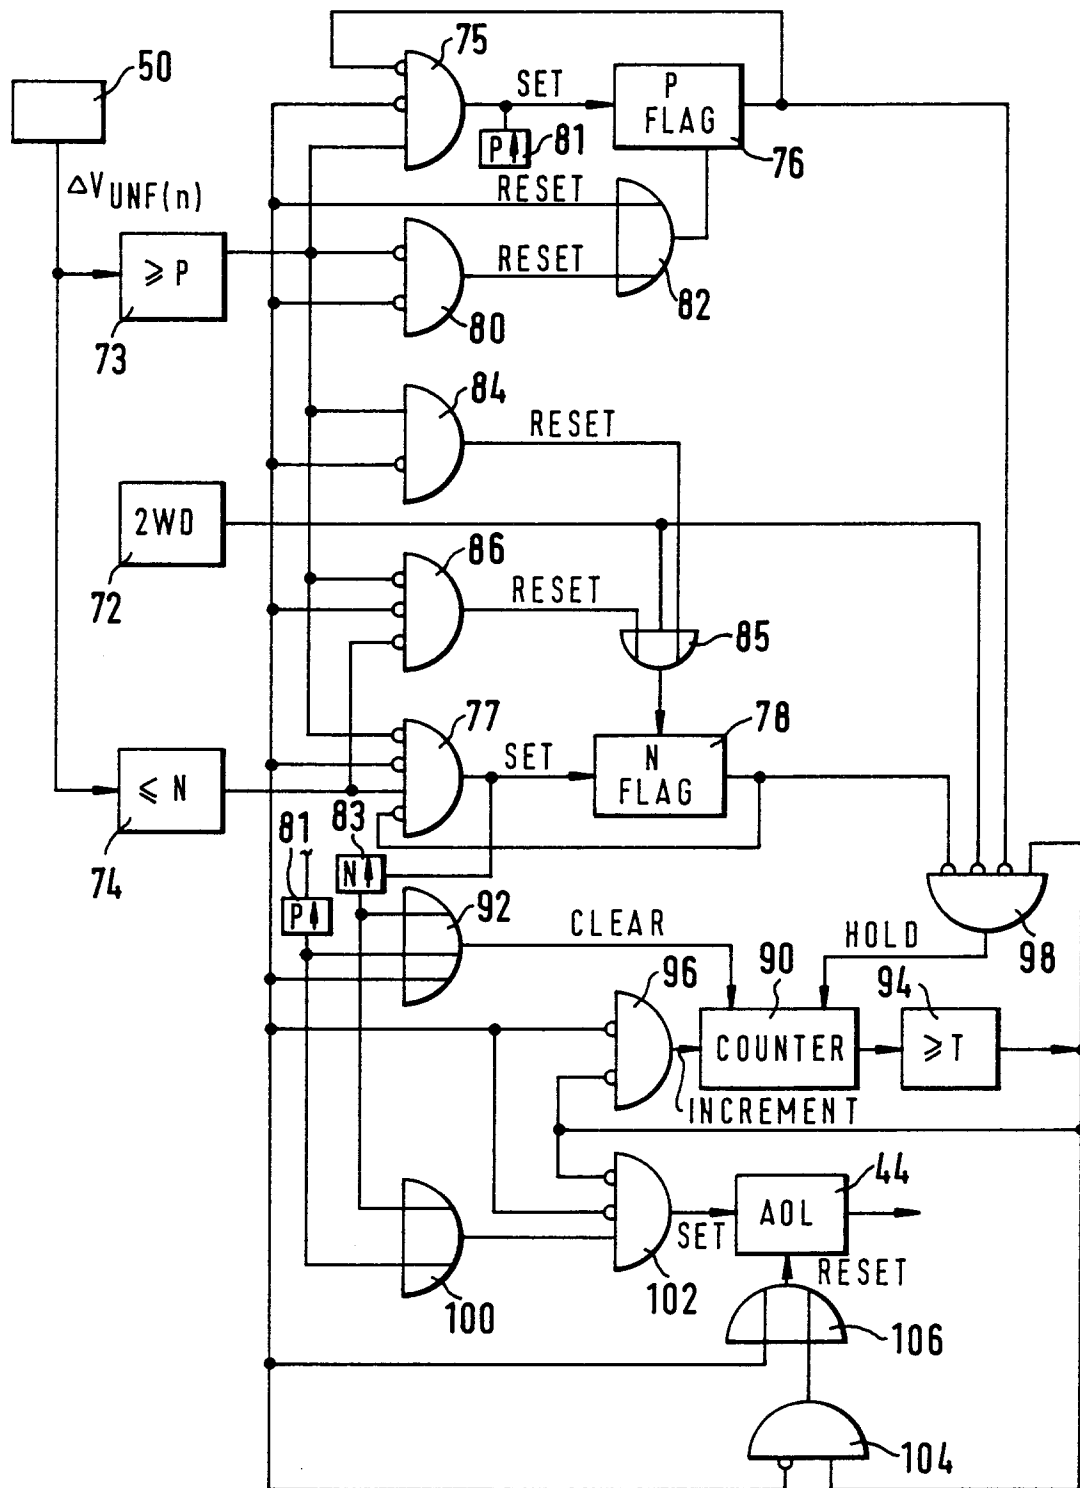 75
50
SET
P
FLAG
P
81
76
ΔV UNF(n)
RESET
≥ P
RESET
82
73
80
84
RESET
2WD
86
72
RESET
85
77
78
SET
N
FLAG
≤ N
83
81
74
N
92
P
CLEAR
HOLD
98
96
90
94
COUNTER
≥T
INCREMENT
44
AOL
SET
RESET
102
100
106
104